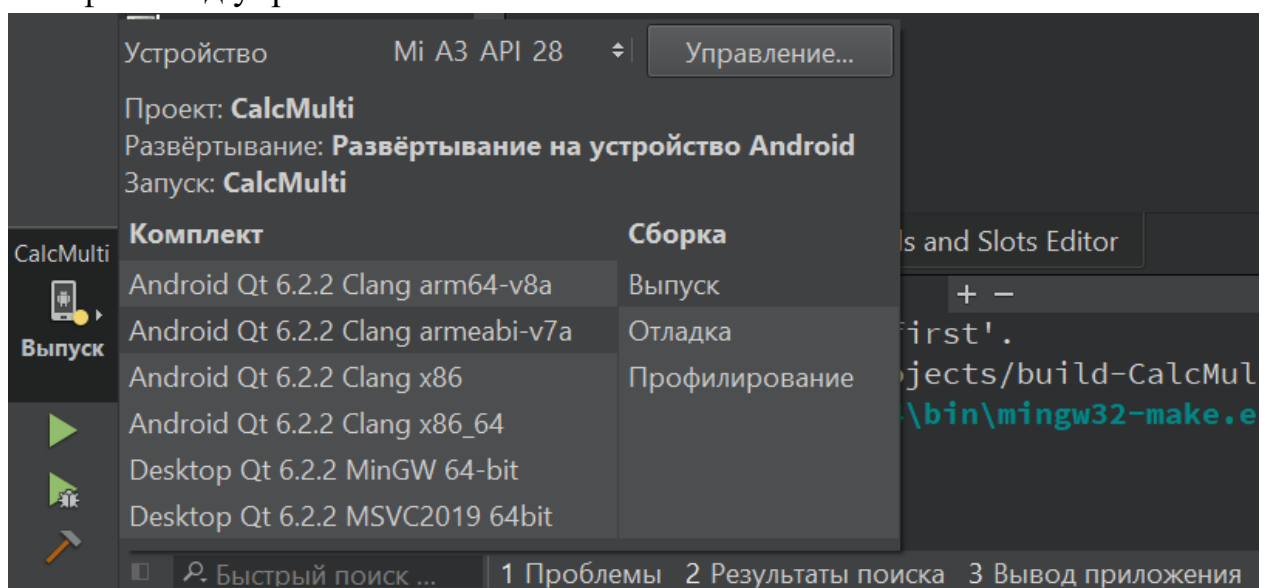 Устройство Mi A3 API 28 Управление...
Проект: CalcMulti
Развёртывание: Развёртывание на устройство Android
Запуск: CalcMulti
Комплект Сборка
CalcMulti
Выпуск
Android Qt 6.2.2 Clang arm64-v8a Выпуск
Android Qt 6.2.2 Clang armeabi-v7a Отладка
Android Qt 6.2.2 Clang x86 Профилирование
Android Qt 6.2.2 Clang x86_64
Desktop Qt 6.2.2 MinGW 64-bit
Desktop Qt 6.2.2 MSVC2019 64bit
s and Slots Editor
+ −
first'.
jects/build-CalcMul
\bin\mingw32-make.e
Быстрый поиск ... 1 Проблемы 2 Результаты поиска 3 Вывод приложения